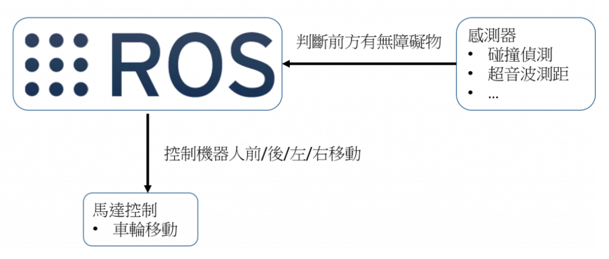 ROS
判斷前方有無障礙物
感測器
• 碰撞偵測
• 超音波測距
• ...
控制機器人前/後/左/右移動
馬達控制
• 車輪移動